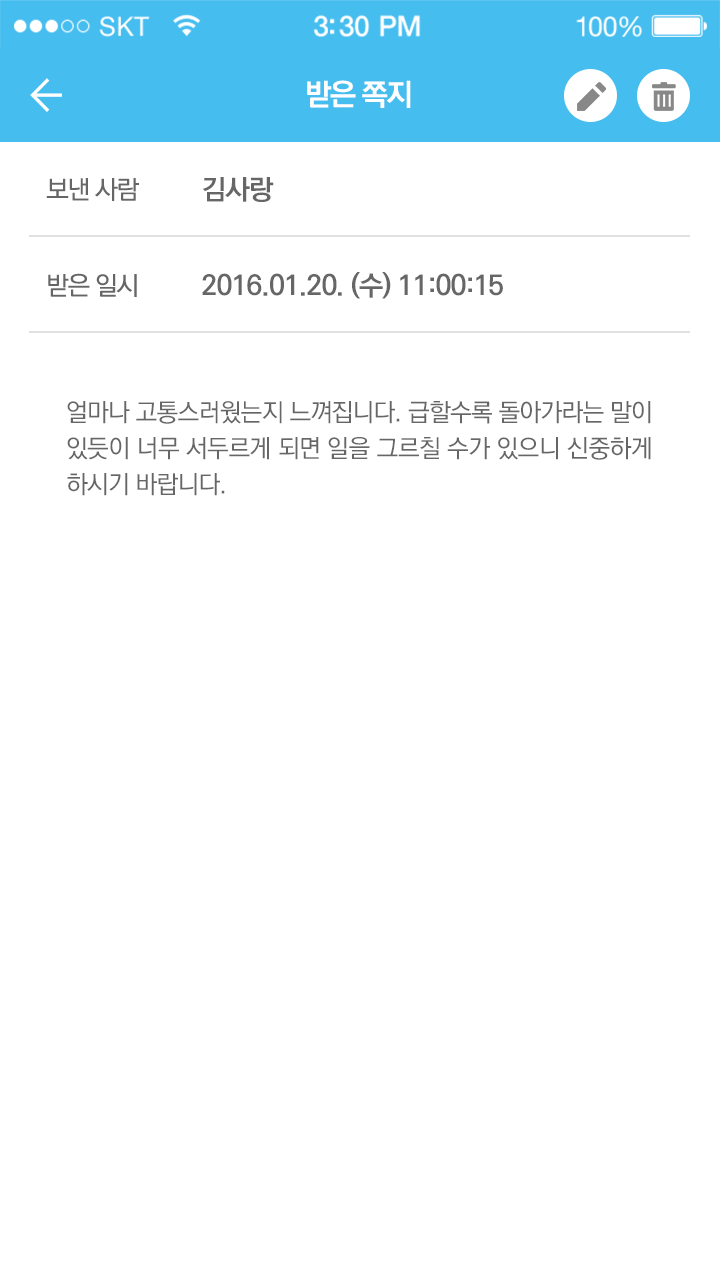 SKT 3:30 PM 100%
받은 쪽지
보낸 사람 김사랑
받은 일시 2016.01.20. (수) 11:00:15
얼마나 고통스러웠는지 느껴집니다. 급할수록 돌아가라는 말이
있듯이 너무 서두르게 되면 일을 그르칠 수가 있으니 신중하게
하시기 바랍니다.